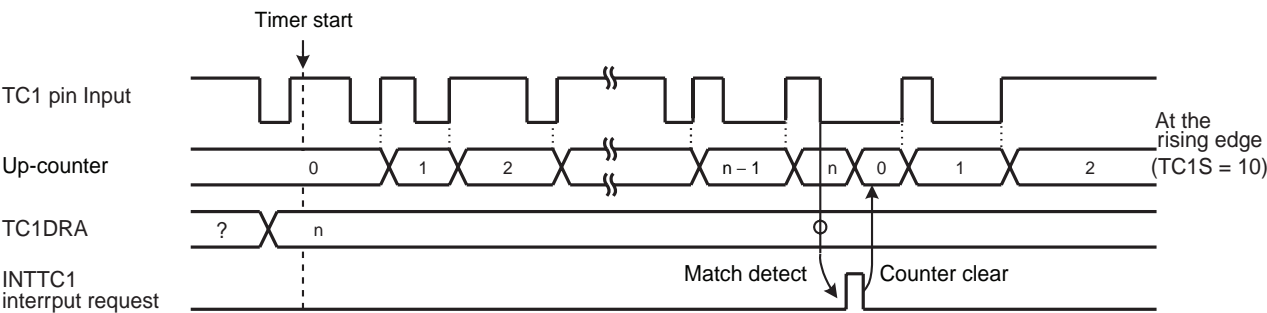 Timer start
TC1 pin Input
At the
rising edge
(TC1S = 10)
Up-counter
0 1 2 n – 1 n 0 1 2
TC1DRA
? n
Match detect Counter clear
INTTC1
interrput request